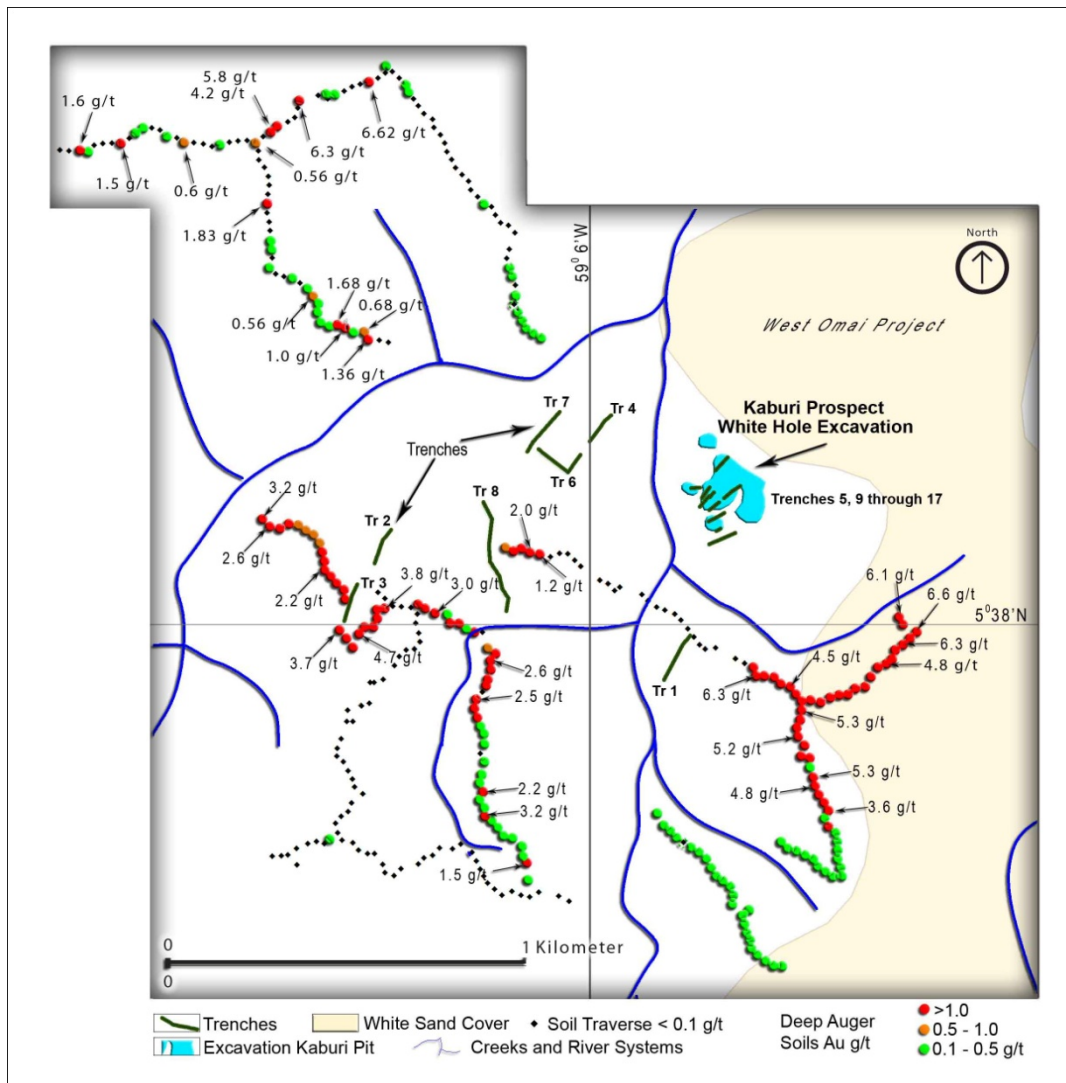 5.8 g/t
4.2 g/t
1.6 g/t
6.62 g/t
6.3 g/t
1.5 g/t
0.6 g/t
0.56 g/t
1.83 g/t
59⁰ 6'W
North
1.68 g/t
0.68 g/t
0.56 g/t
1.0 g/t
1.36 g/t
West Omai Project
Tr 7
Tr 4
Kaburi Prospect
White Hole Excavation
Trenches
Tr 6
Trenches 5, 9 through 17
3.2 g/t
Tr 8
2.0 g/t
Tr 2
2.6 g/t
1.2 g/t
2.2 g/t
Tr 3
3.8 g/t
3.0 g/t
6.1 g/t
6.6 g/t
5⁰38'N
3.7 g/t
4.7 g/t
6.3 g/t
2.6 g/t
4.5 g/t
4.8 g/t
Tr 1
6.3 g/t
2.5 g/t
5.3 g/t
5.2 g/t
5.3 g/t
2.2 g/t
4.8 g/t
3.6 g/t
3.2 g/t
1.5 g/t
0
1 Kilometer
0
Trenches
White Sand Cover
Soil Traverse < 0.1 g/t
Deep Auger
Soils Au g/t
>1.0
0.5 - 1.0
0.1 - 0.5 g/t
Excavation Kaburi Pit
Creeks and River Systems